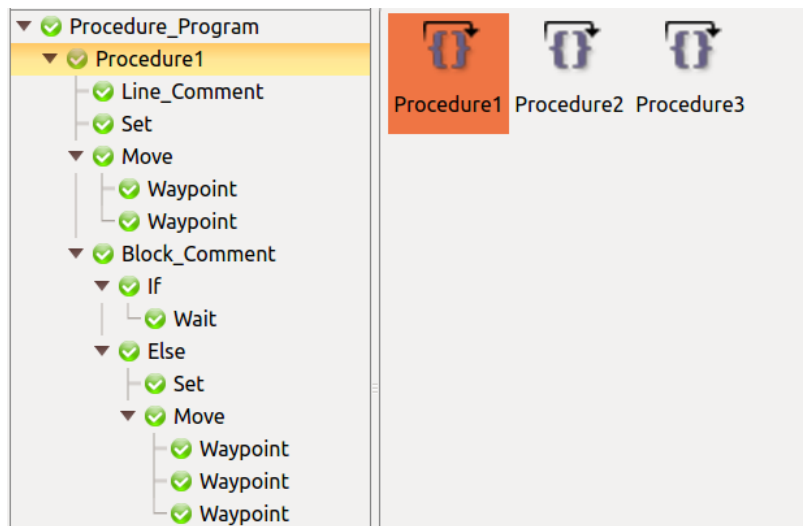 Procedure_Program
Procedure1
Line_Comment
Set
Move
Waypoint
Waypoint
Block_Comment
If
Wait
Else
Set
Move
Waypoint
Waypoint
Waypoint
Procedure1 Procedure2 Procedure3